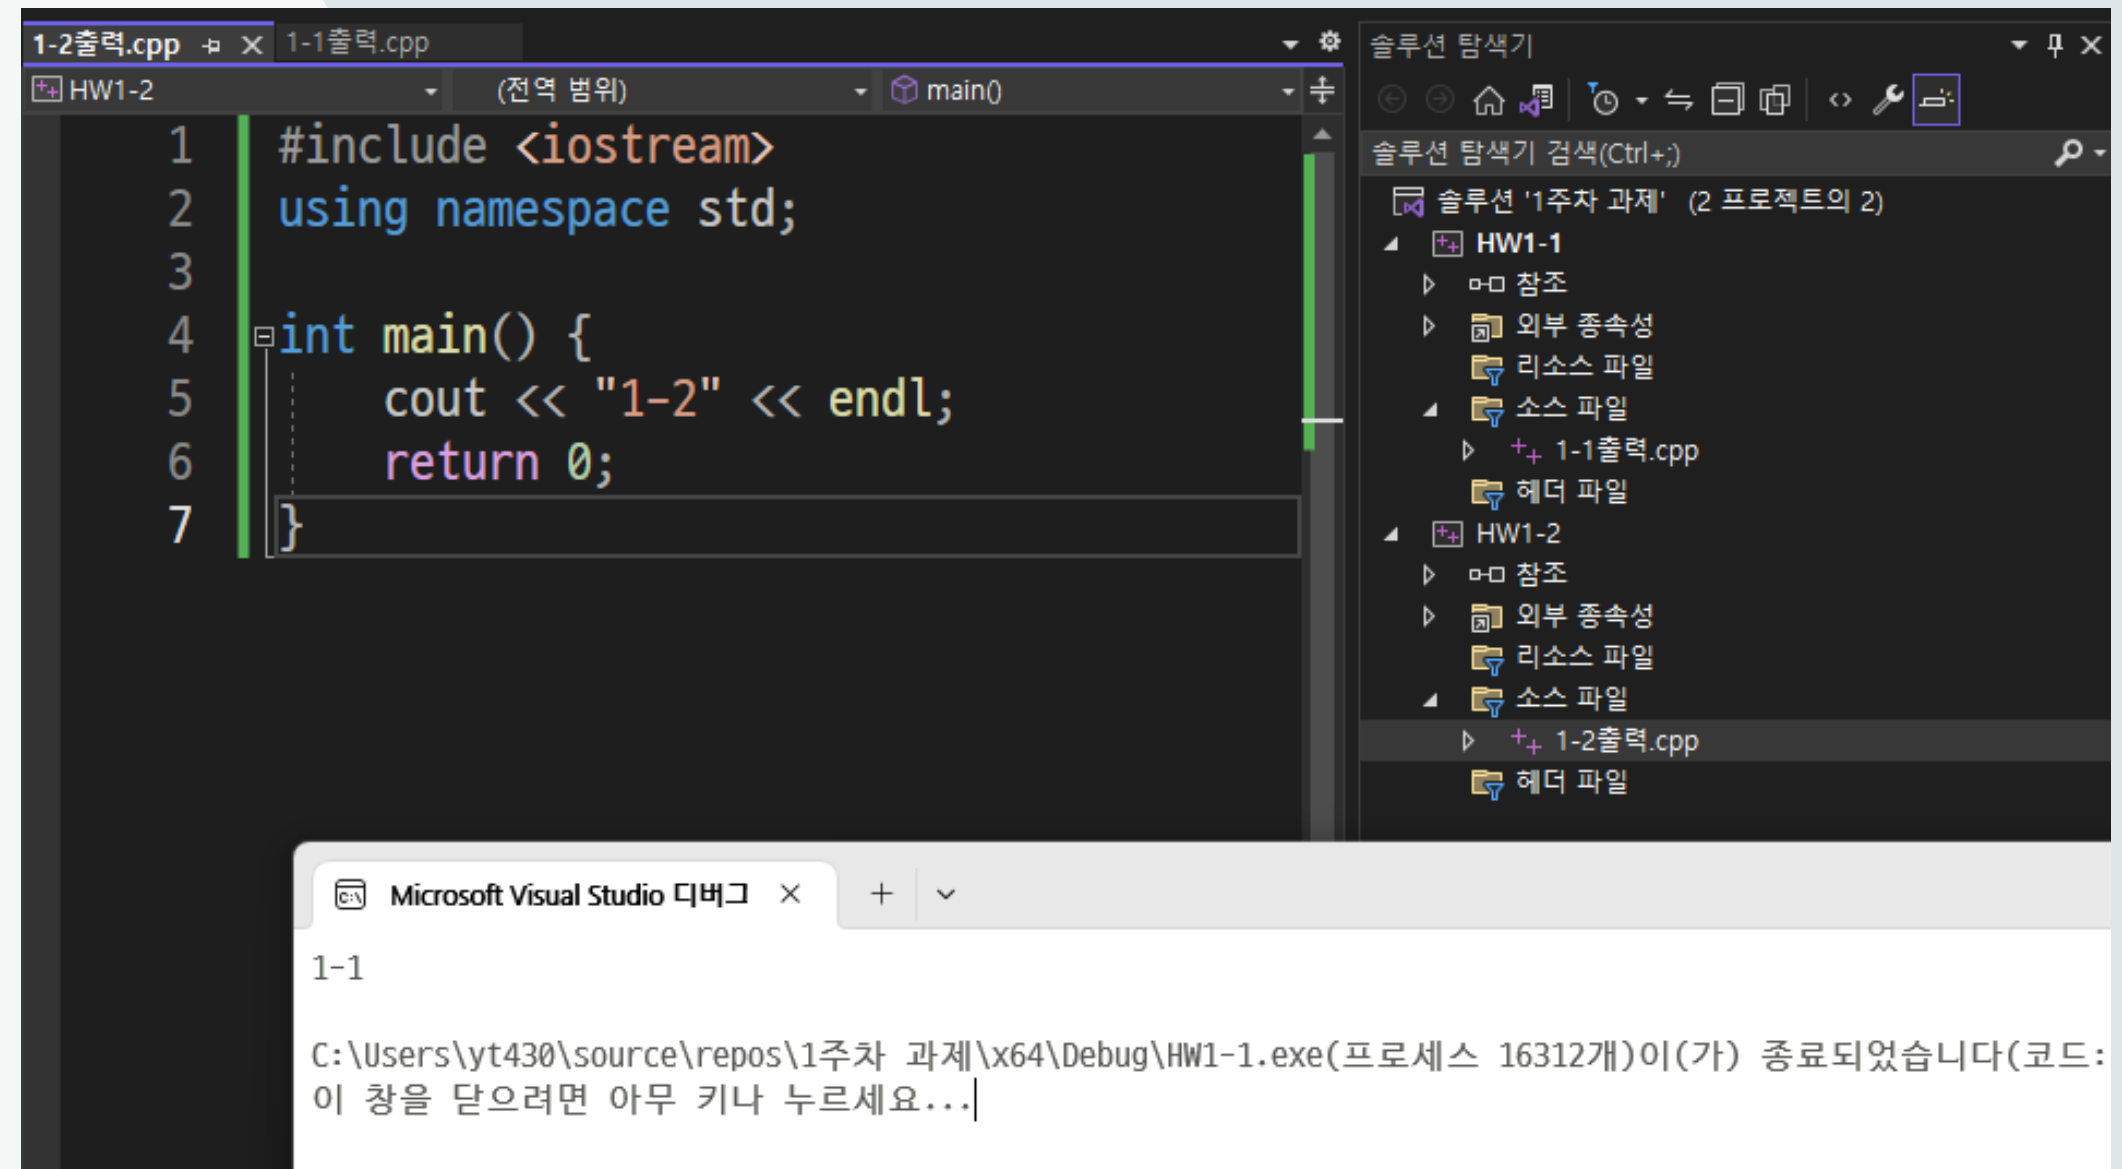 1-2출력.cpp
1-1출력.cpp
HW1-2
(전역 범위)
main()
1 #include <iostream>
2 using namespace std;
3
4 int main() {
5 cout << "1-2" << endl;
6 return 0;
7 }
솔루션 탐색기
솔루션 탐색기 검색(Ctrl+;)
솔루션 '1주차 과제' (2 프로젝트의 2)
HW1-1
참조
외부 종속성
리소스 파일
소스 파일
1-1출력.cpp
헤더 파일
HW1-2
참조
외부 종속성
리소스 파일
소스 파일
1-2출력.cpp
헤더 파일
Microsoft Visual Studio 디버그
1-1
C:\Users\yt430\source\repos\1주차 과제\x64\Debug\HW1-1.exe(프로세스 16312개)이(가) 종료되었습니다(코드:
이 창을 닫으려면 아무 키나 누르세요...